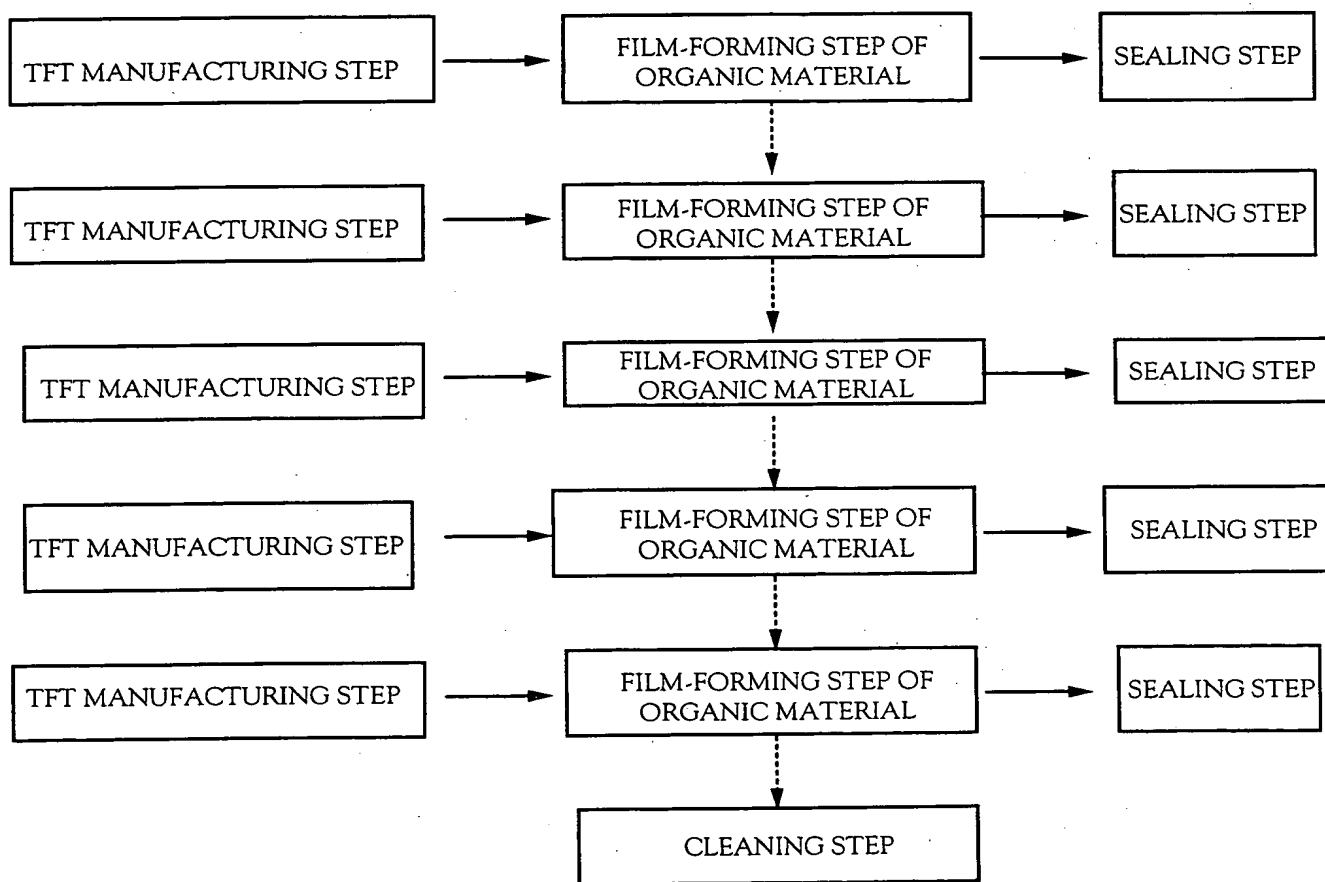 TFT MANUFACTURING STEP
FILM-FORMING STEP OF
ORGANIC MATERIAL
SEALING STEP
TFT MANUFACTURING STEP
FILM-FORMING STEP OF
ORGANIC MATERIAL
SEALING STEP
TFT MANUFACTURING STEP
FILM-FORMING STEP OF
ORGANIC MATERIAL
SEALING STEP
TFT MANUFACTURING STEP
FILM-FORMING STEP OF
ORGANIC MATERIAL
SEALING STEP
TFT MANUFACTURING STEP
FILM-FORMING STEP OF
ORGANIC MATERIAL
SEALING STEP
CLEANING STEP